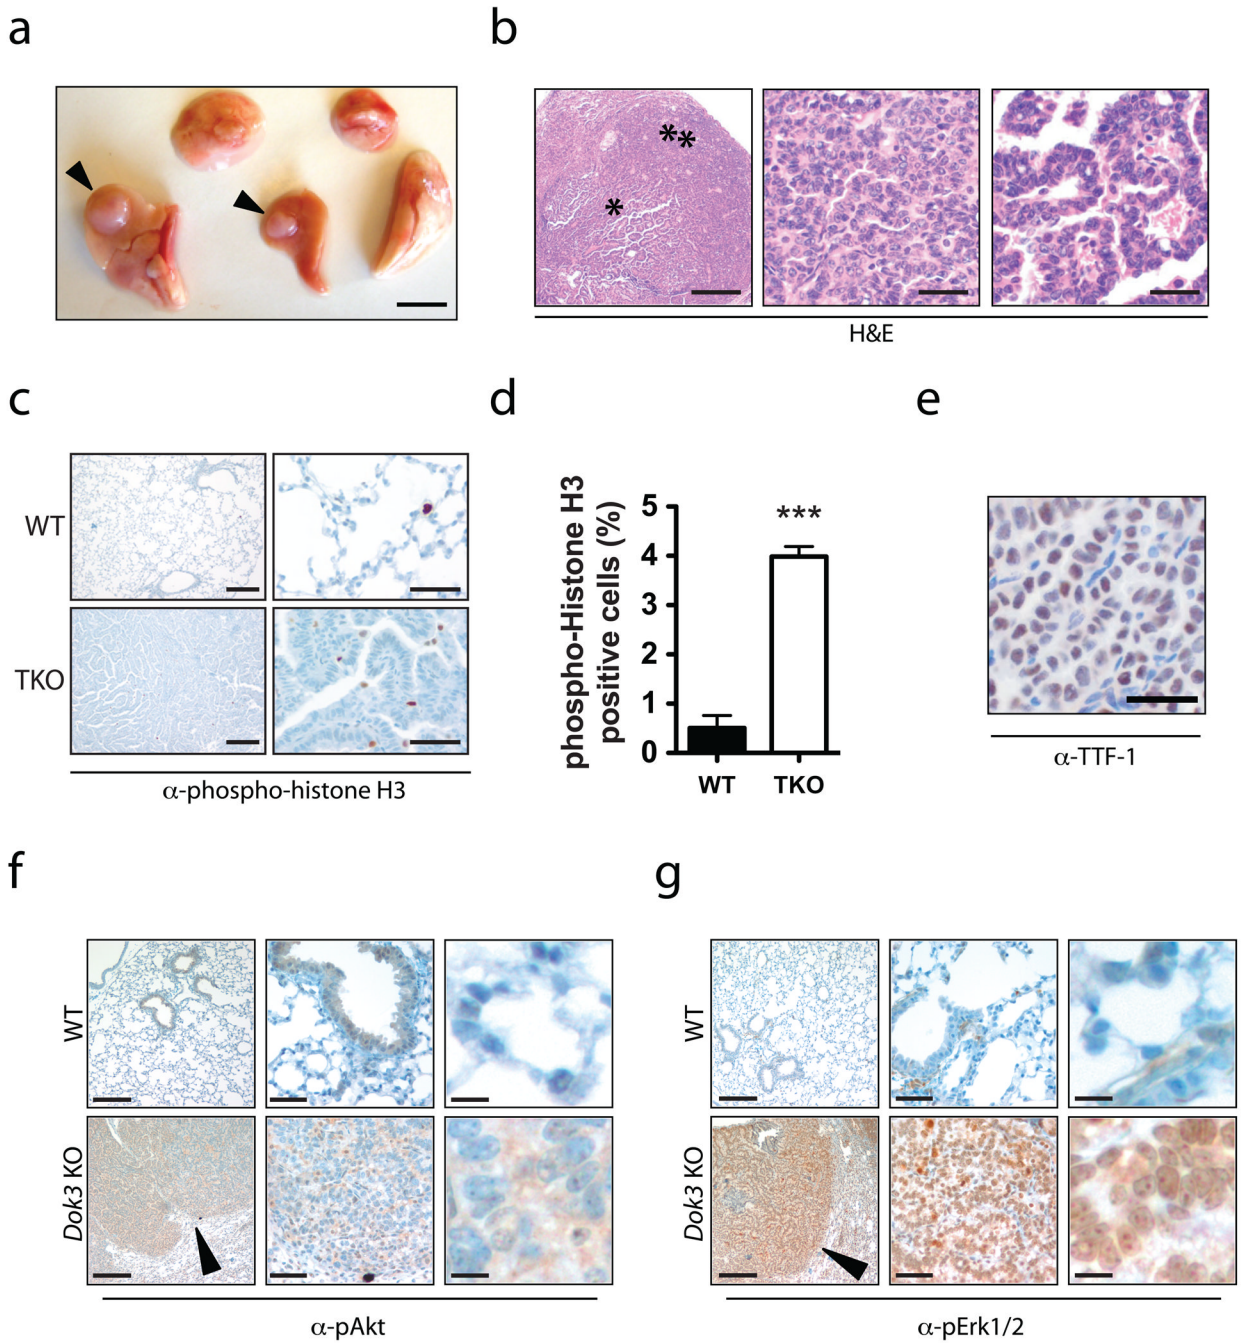 a
b
*
**
H&E
c
WT
TKO
α-phospho-histone H3
d
phospho-Histone H3
positive cells (%)
5
4
3
2
1
0
***
WT
TKO
e
α-TTF-1
f
WT
Dok3 KO
α-pAkt
g
WT
Dok3 KO
α-pErk1/2